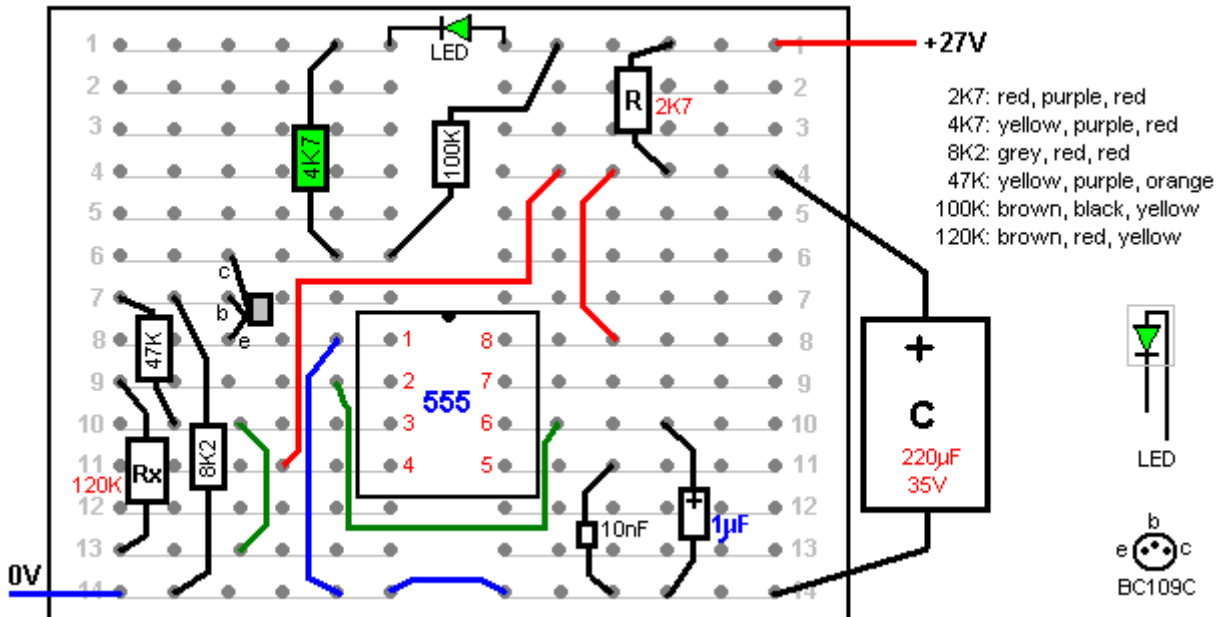 1 LED 1 +27V
2 2
R 2K7
2K7: red, purple, red
3 3
4K7: yellow, purple, red
4K7 100K
8K2: grey, red, red
4 4
47K: yellow, purple, orange
5 5
100K: brown, black, yellow
120K: brown, red, yellow
6 6
c
7 7
b
e
8 1 8 8
47K
+
9 2 7 9
555
C
10 3 6 10
8K2
LED
11 4 5 11
Rx
120K
220µF
35V
12 12
10nF + 1µF
b
13 13
e c
0V
14 14
BC109C